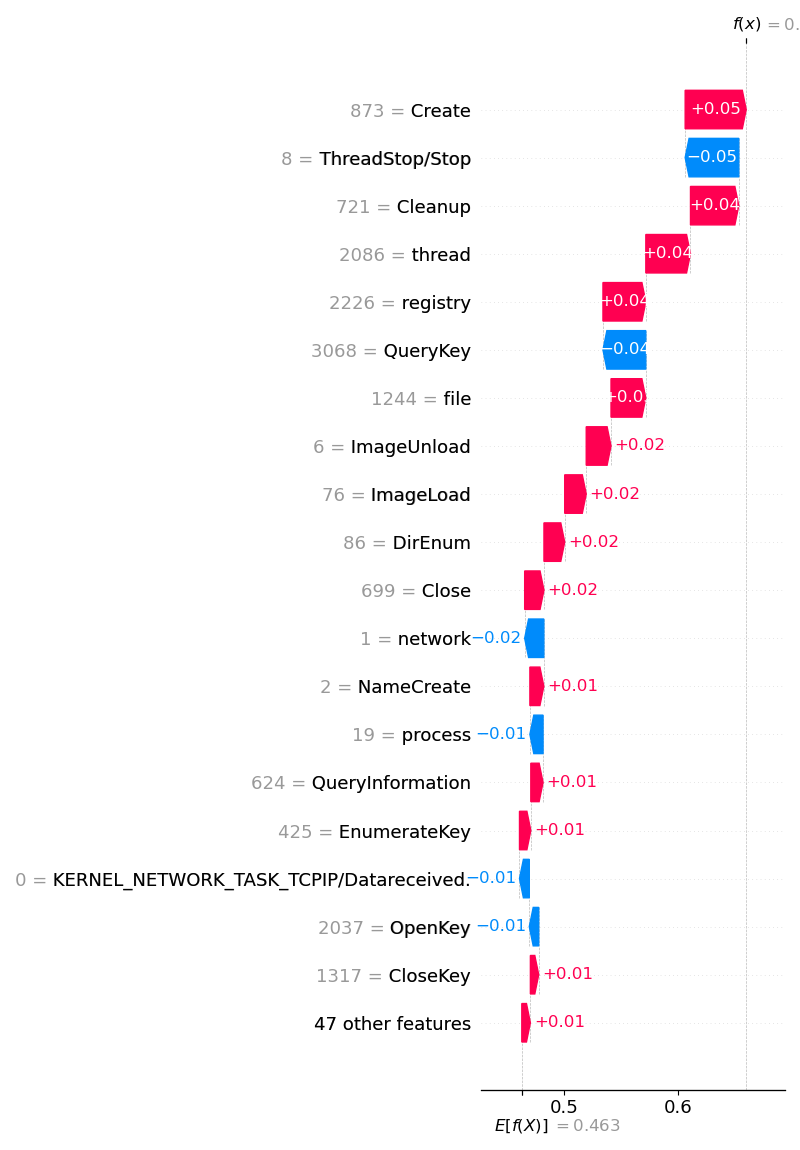 f(x) = 0.
873 = Create
+0.05
8 = ThreadStop/Stop
−0.05
721 = Cleanup
+0.04
2086 = thread
+0.04
2226 = registry
+0.04
3068 = QueryKey
−0.04
1244 = file
+0.0
6 = ImageUnload
+0.02
76 = ImageLoad
+0.02
86 = DirEnum
+0.02
699 = Close
+0.02
1 = network
−0.02
2 = NameCreate
+0.01
19 = process
−0.01
624 = QueryInformation
+0.01
425 = EnumerateKey
+0.01
0 = KERNEL_NETWORK_TASK_TCPIP/Datareceived.
−0.01
2037 = OpenKey
−0.01
1317 = CloseKey
+0.01
47 other features
+0.01
0.5 0.6
E[f(X)] = 0.463